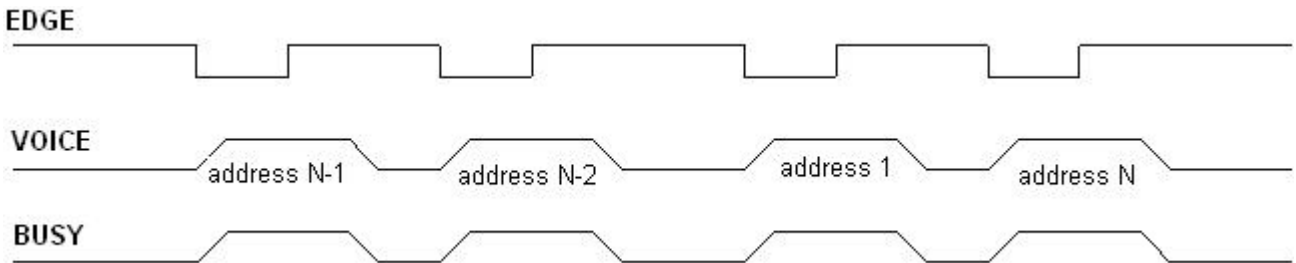 EDGE
VOICE
address N-1
address N-2
address 1
address N
BUSY